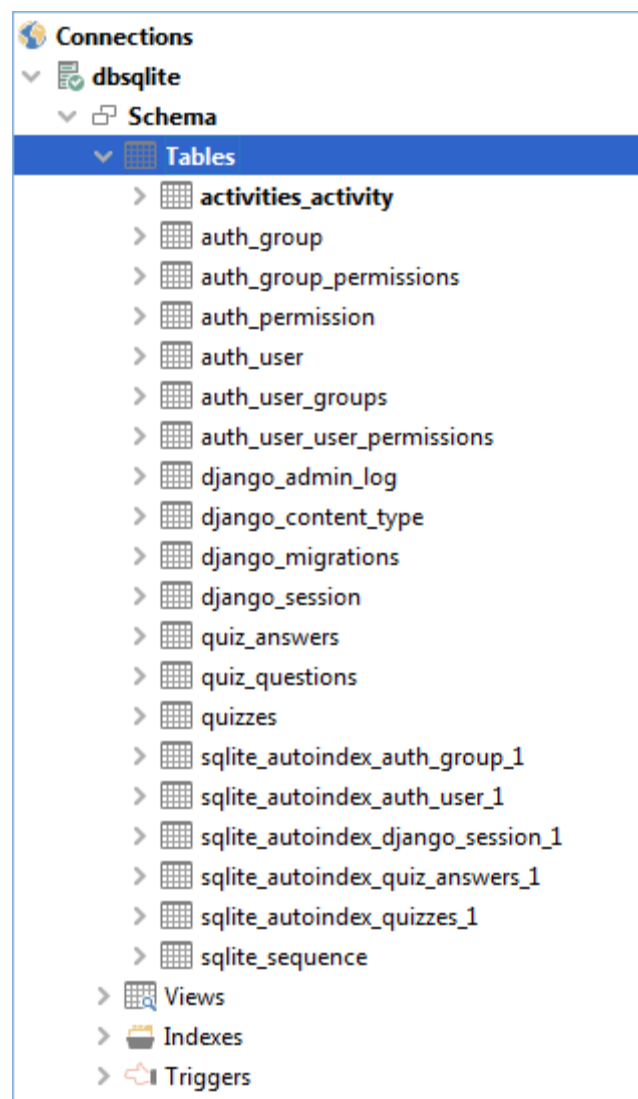 Connections
dbsqlite
Schema
Tables
activities_activity
auth_group
auth_group_permissions
auth_permission
auth_user
auth_user_groups
auth_user_user_permissions
django_admin_log
django_content_type
django_migrations
django_session
quiz_answers
quiz_questions
quizzes
sqlite_autoindex_auth_group_1
sqlite_autoindex_auth_user_1
sqlite_autoindex_django_session_1
sqlite_autoindex_quiz_answers_1
sqlite_autoindex_quizzes_1
sqlite_sequence
Views
Indexes
Triggers